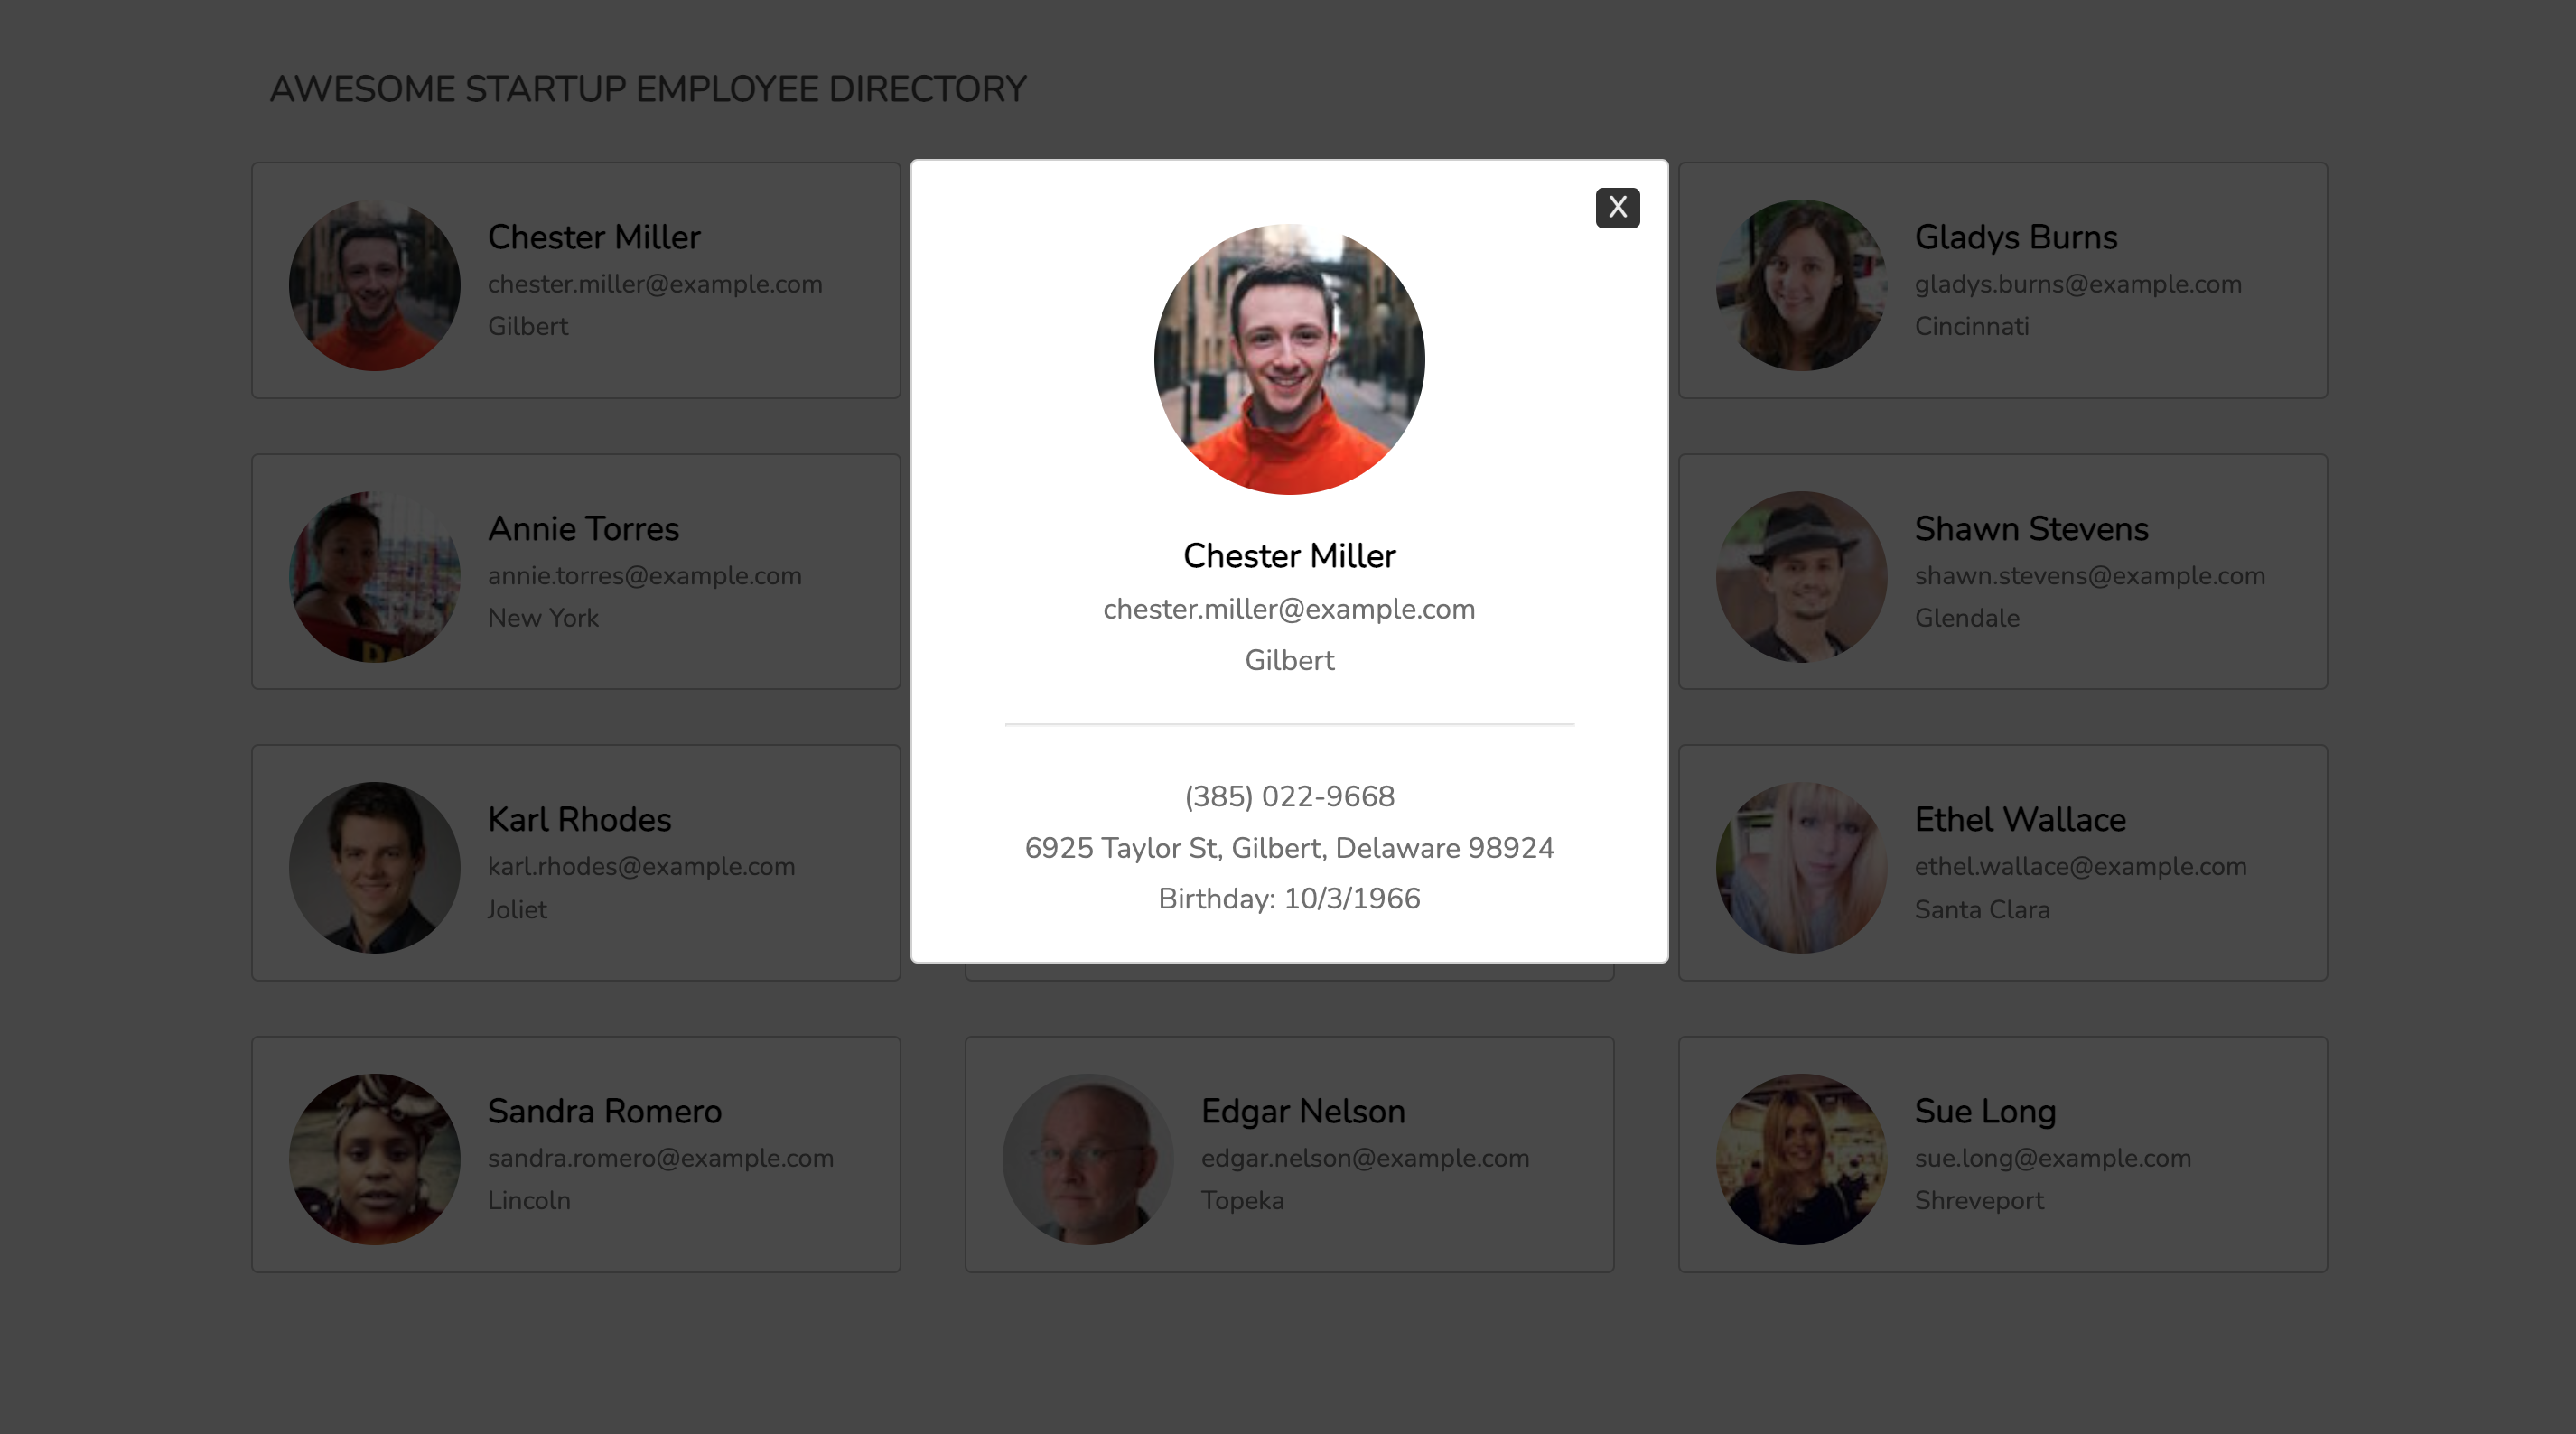 AWESOME STARTUP EMPLOYEE DIRECTORY
Chester Miller
chester.miller@example.com
Gilbert
X
Chester Miller
chester.miller@example.com
Gilbert
(385) 022-9668
6925 Taylor St, Gilbert, Delaware 98924
Birthday: 10/3/1966
Gladys Burns
gladys.burns@example.com
Cincinnati
Annie Torres
annie.torres@example.com
New York
Shawn Stevens
shawn.stevens@example.com
Glendale
Karl Rhodes
karl.rhodes@example.com
Joliet
Ethel Wallace
ethel.wallace@example.com
Santa Clara
Sandra Romero
sandra.romero@example.com
Lincoln
Edgar Nelson
edgar.nelson@example.com
Topeka
Sue Long
sue.long@example.com
Shreveport